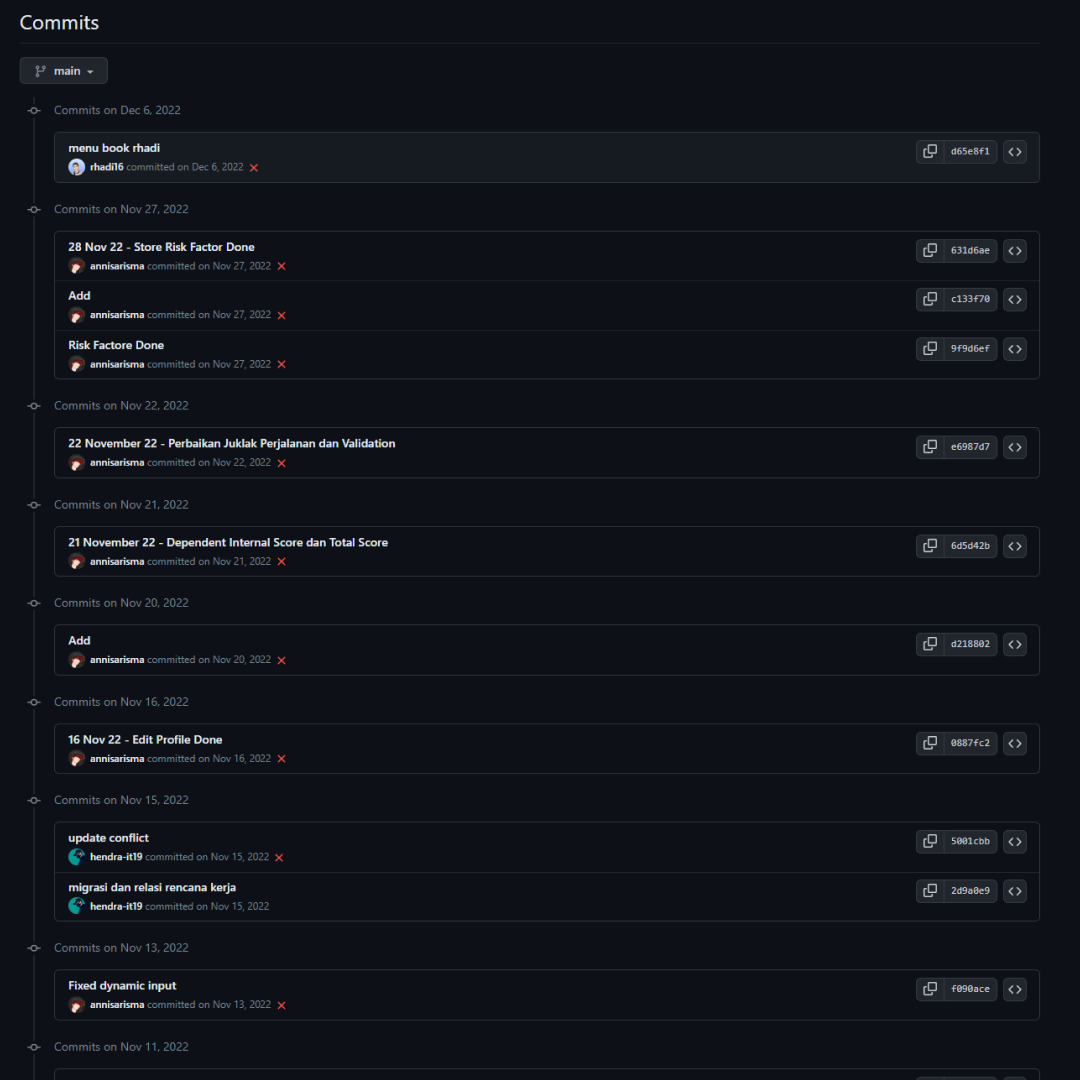 Commits
main
Commits on Dec 6, 2022
menu book rhadi
d65e8f1
rhadi16 committed on Dec 6, 2022
Commits on Nov 27, 2022
28 Nov 22 - Store Risk Factor Done
631d6ae
annisarisma committed on Nov 27, 2022
Add
c133f70
annisarisma committed on Nov 27, 2022
Risk Factore Done
9f9d6ef
annisarisma committed on Nov 27, 2022
Commits on Nov 22, 2022
22 November 22 - Perbaikan Juklak Perjalanan dan Validation
e6987d7
annisarisma committed on Nov 22, 2022
Commits on Nov 21, 2022
21 November 22 - Dependent Internal Score dan Total Score
6d5d42b
annisarisma committed on Nov 21, 2022
Commits on Nov 20, 2022
Add
d218802
annisarisma committed on Nov 20, 2022
Commits on Nov 16, 2022
16 Nov 22 - Edit Profile Done
0887fc2
annisarisma committed on Nov 16, 2022
Commits on Nov 15, 2022
update conflict
5001cbb
hendra-it19 committed on Nov 15, 2022
migrasi dan relasi rencana kerja
2d9a0e9
hendra-it19 committed on Nov 15, 2022
Commits on Nov 13, 2022
Fixed dynamic input
f090ace
annisarisma committed on Nov 13, 2022
Commits on Nov 11, 2022